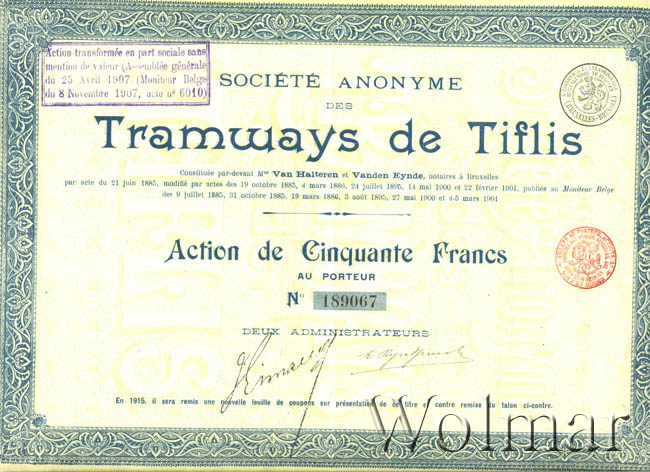 Action transformée en part sociale sans
mention de valeur (Assemblée générale
du 25 Avril 1907 (Moniteur Belge
du 8 Novembre 1907, acte nº 6010)
SOCIÉTÉ ANONYME
DES
Tramways de Tiflis
Constituée par-devant Mes Van Halteren et Vanden Eynde, notaires à Bruxelles
par acte du 21 juin 1885, modifié par actes des 19 octobre 1885, 4 mars 1886, 24 juillet 1895, 14 mai 1900 et 22 février 1901, publiés au Moniteur Belge
des 9 juillet 1885, 31 octobre 1885, 19 mars 1886, 3 août 1895, 27 mai 1900 et 4-5 mars 1901
Action de Cinquante Francs
AU PORTEUR
No 189067
DEUX ADMINISTRATEURS
En 1915, il sera remis une nouvelle feuille de coupons sur présentation de ce titre et contre remise du talon ci-contre.
Wolmar